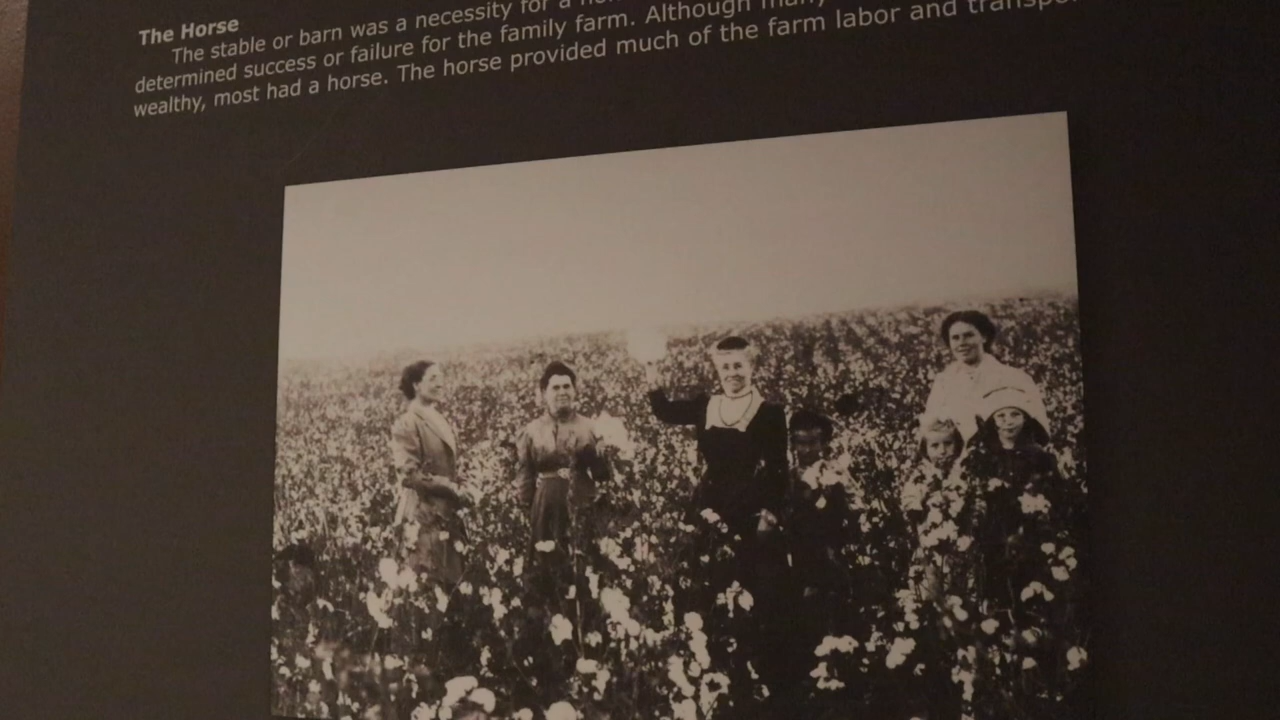 The Horse
The stable or barn was a necessity for a
determined success or failure for the family farm. Although many
wealthy, most had a horse. The horse provided much of the farm labor and